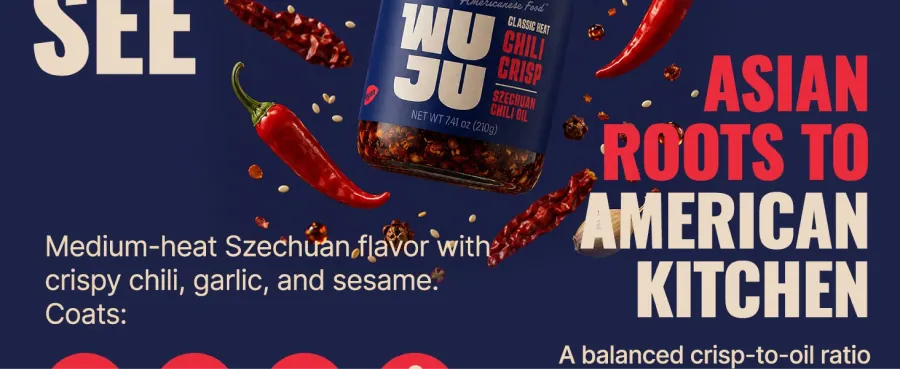 SEE
Americanese Food™
WU
JU
CLASSIC HEAT
CHILI
CRISP
SZECHUAN
CHILI OIL
NET WT 7.41 oz (210g)
ASIAN
ROOTS TO
AMERICAN
KITCHEN
Medium-heat Szechuan flavor with
crispy chili, garlic, and sesame.
Coats:
A balanced crisp-to-oil ratio